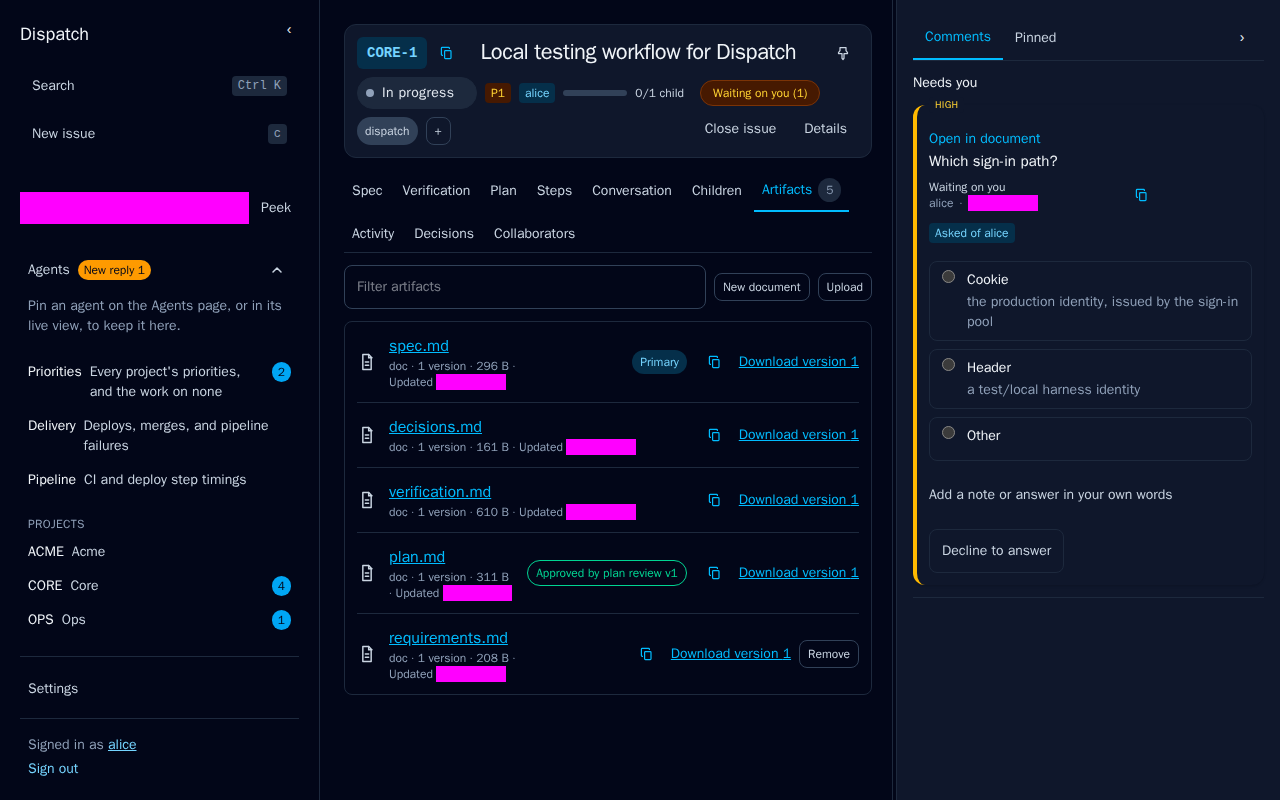 Dispatch
‹
Search
Ctrl K
New issue
C
Peek
Agents
New reply 1
Pin an agent on the Agents page, or in its
live view, to keep it here.
Priorities
Every project's priorities,
and the work on none
2
Delivery
Deploys, merges, and pipeline
failures
Pipeline
CI and deploy step timings
PROJECTS
ACME Acme
CORE Core
4
OPS Ops
1
Settings
Signed in as alice
Sign out
CORE-1
Local testing workflow for Dispatch
In progress
P1
alice
0/1 child
Waiting on you (1)
dispatch
+
Close issue
Details
Spec
Verification
Plan
Steps
Conversation
Children
Artifacts
5
Activity
Decisions
Collaborators
Filter artifacts
New document
Upload
spec.md
doc · 1 version · 296 B ·
Updated
Primary
Download version 1
decisions.md
doc · 1 version · 161 B · Updated
Download version 1
verification.md
doc · 1 version · 610 B · Updated
Download version 1
plan.md
doc · 1 version · 311 B
· Updated
Approved by plan review v1
Download version 1
requirements.md
doc · 1 version · 208 B ·
Updated
Download version 1
Remove
Comments
Pinned
›
Needs you
HIGH
Open in document
Which sign-in path?
Waiting on you
alice ·
Asked of alice
Cookie
the production identity, issued by the sign-in
pool
Header
a test/local harness identity
Other
Add a note or answer in your own words
Decline to answer